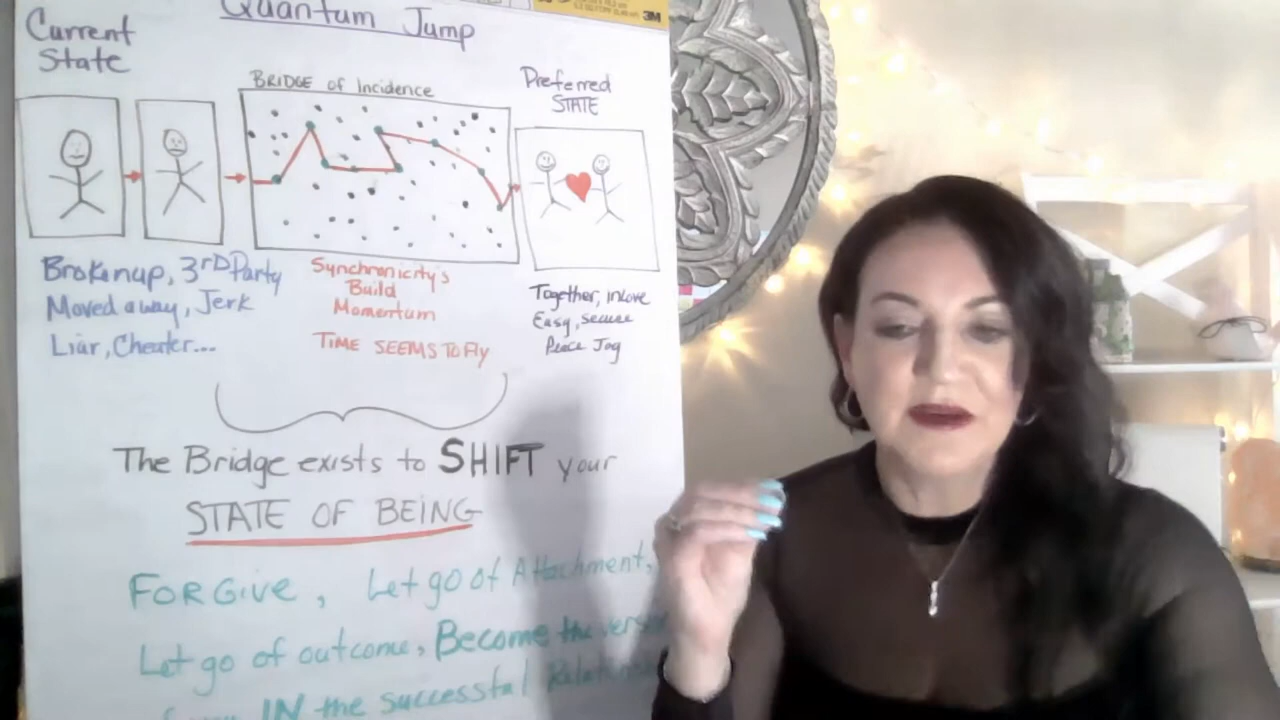 Quantum Jump
3M
Current
State
BRIDGE of Incidence
Preferred
STATE
Brokenup, 3rd Party
Moved away, Jerk
Liar, Cheater...
Synchronicity's
Build
Momentum
TIME SEEMS TO Fly
Together, inlove
Easy, secure
Peace Joy
The Bridge exists to SHIFT your
STATE OF BEING
FORGIVE, Let go of Attachment,
Let go of outcome, Become the
IN the successful